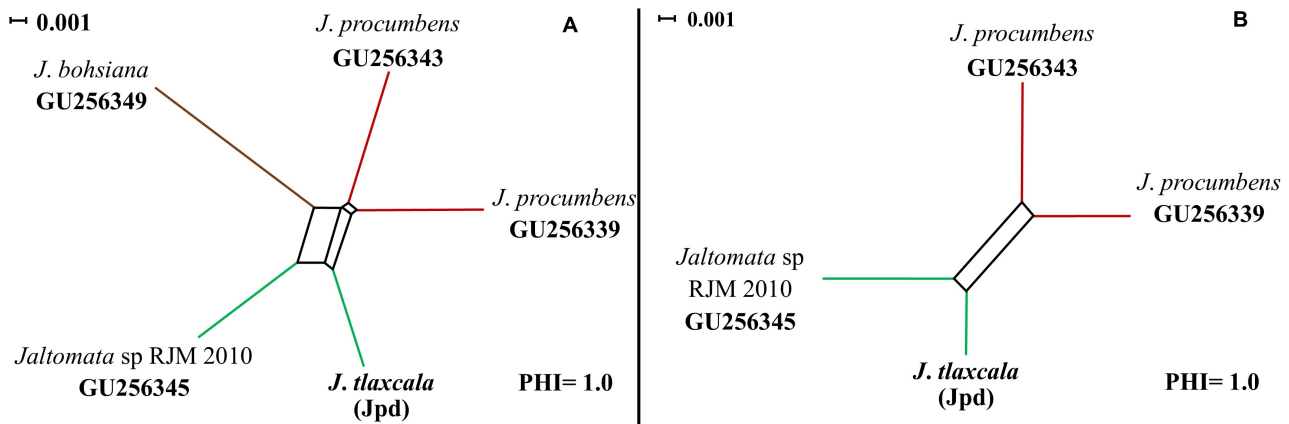 0.001
A
J. procumbens
GU256343
J. bohsiana
GU256349
J. procumbens
GU256339
Jaltomata sp RJM 2010
GU256345
J. tlaxcala
(Jpd)
PHI= 1.0
0.001
B
J. procumbens
GU256343
J. procumbens
GU256339
Jaltomata sp
RJM 2010
GU256345
J. tlaxcala
(Jpd)
PHI= 1.0